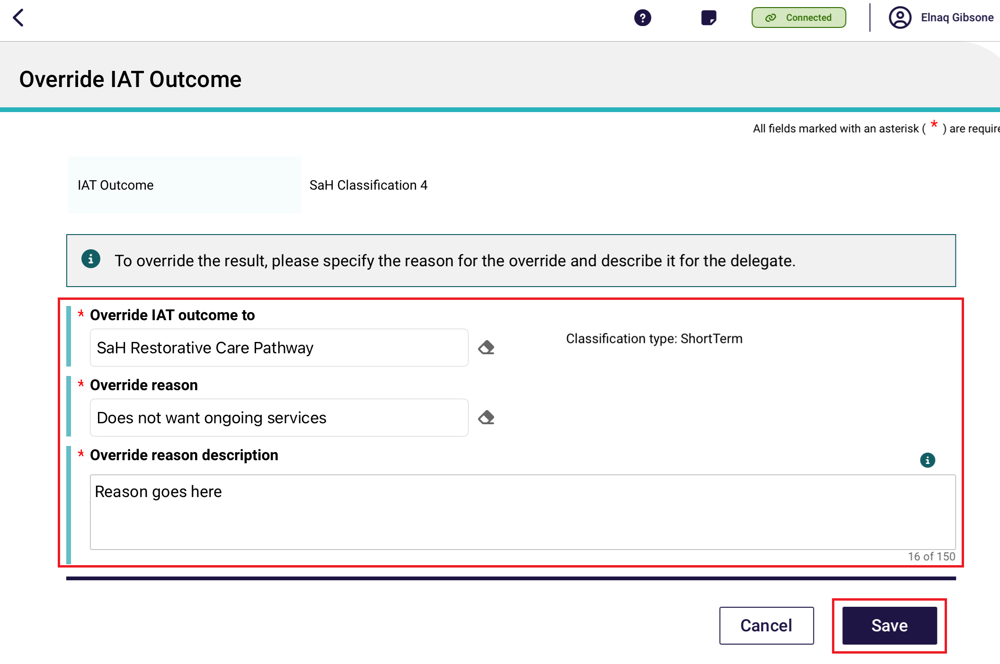 Connected
Elnaq Gibsone
Override IAT Outcome
All fields marked with an asterisk ( * ) are require
IAT Outcome
SaH Classification 4
To override the result, please specify the reason for the override and describe it for the delegate.
* Override IAT outcome to
SaH Restorative Care Pathway
Classification type: ShortTerm
* Override reason
Does not want ongoing services
* Override reason description
Reason goes here
16 of 150
Cancel
Save